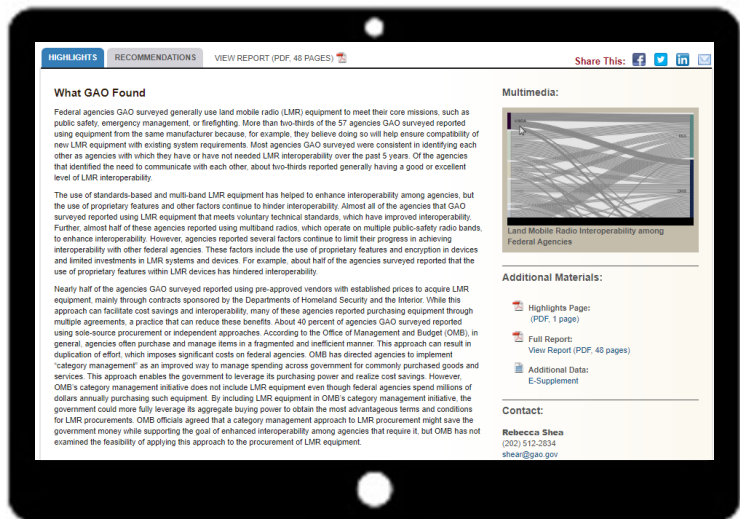 HIGHLIGHTS
RECOMMENDATIONS
VIEW REPORT (PDF, 48 PAGES)
Share This:
What GAO Found
Federal agencies GAO surveyed generally use land mobile radio (LMR) equipment to meet their core missions, such as
public safety, emergency management, or firefighting. More than two-thirds of the 57 agencies GAO surveyed reported
using equipment from the same manufacturer because, for example, they believe doing so will help ensure compatibility of
new LMR equipment with existing system requirements. Most agencies GAO surveyed were consistent in identifying each
other as agencies with which they have or have not needed LMR interoperability over the past 5 years. Of the agencies
that identified the need to communicate with each other, about two-thirds reported generally having a good or excellent
level of LMR interoperability.
The use of standards-based and multi-band LMR equipment has helped to enhance interoperability among agencies, but
the use of proprietary features and other factors continue to hinder interoperability. Almost all of the agencies that GAO
surveyed reported using LMR equipment that meets voluntary technical standards, which have improved interoperability.
Further, almost half of these agencies reported using multiband radios, which operate on multiple public-safety radio bands,
to enhance interoperability. However, agencies reported several factors continue to limit their progress in achieving
interoperability with other federal agencies. These factors include the use of proprietary features and encryption in devices
and limited investments in LMR systems and devices. For example, about half of the agencies surveyed reported that the
use of proprietary features within LMR devices has hindered interoperability.
Nearly half of the agencies GAO surveyed reported using pre-approved vendors with established prices to acquire LMR
equipment, mainly through contracts sponsored by the Departments of Homeland Security and the Interior. While this
approach can facilitate cost savings and interoperability, many of these agencies reported purchasing equipment through
multiple agreements, a practice that can reduce these benefits. About 40 percent of agencies GAO surveyed reported
using sole-source procurement or independent approaches. According to the Office of Management and Budget (OMB), in
general, agencies often purchase and manage items in a fragmented and inefficient manner. This approach can result in
duplication of effort, which imposes significant costs on federal agencies. OMB has directed agencies to implement
"category management" as an improved way to manage spending across government for commonly purchased goods and
services. This approach enables the government to leverage its purchasing power and realize cost savings. However,
OMB's category management initiative does not include LMR equipment even though federal agencies spend millions of
dollars annually purchasing such equipment. By including LMR equipment in OMB's category management initiative, the
government could more fully leverage its aggregate buying power to obtain the most advantageous terms and conditions
for LMR procurements. OMB officials agreed that a category management approach to LMR procurement might save the
government money while supporting the goal of enhanced interoperability among agencies that require it, but OMB has not
examined the feasibility of applying this approach to the procurement of LMR equipment.
Multimedia:
Land Mobile Radio Interoperability among
Federal Agencies
Additional Materials:
Highlights Page:
(PDF, 1 page)
Full Report:
View Report (PDF, 48 pages)
Additional Data:
E-Supplement
Contact:
Rebecca Shea
(202) 512-2834
shear@gao.gov